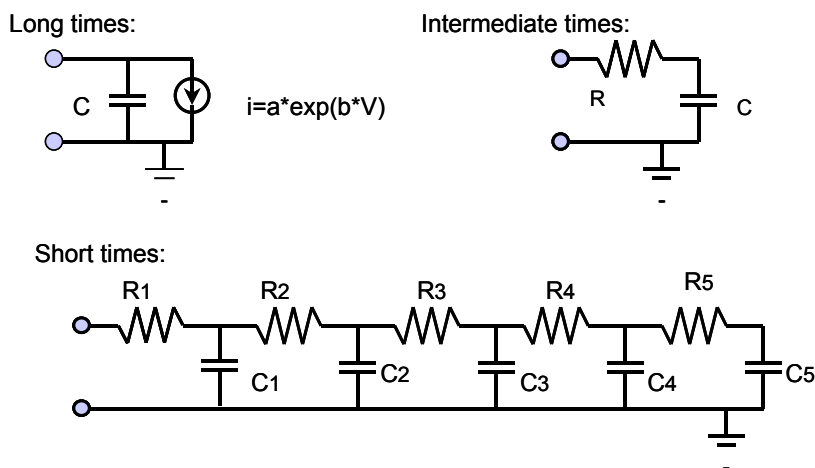 Long times:
Intermediate times:
C
i=a*exp(b*V)
R
C
-
-
Short times:
R1
R2
R3
R4
R5
C1
C2
C3
C4
C5
-